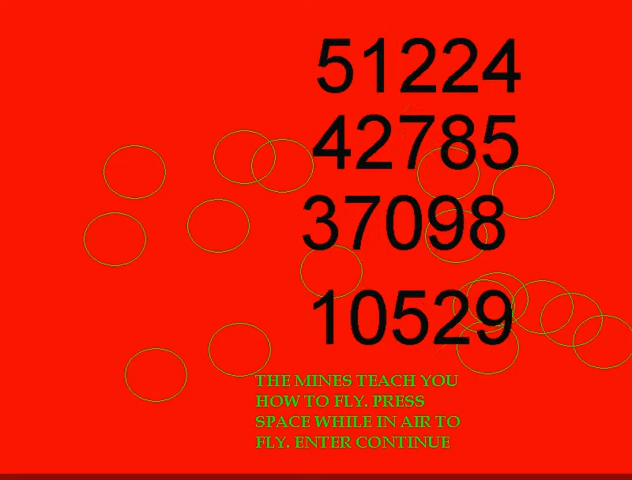 51224
42785
37098
10529
THE MINES TEACH YOU
HOW TO FLY. PRESS
SPACE WHILE IN AIR TO
FLY. ENTER CONTINUE